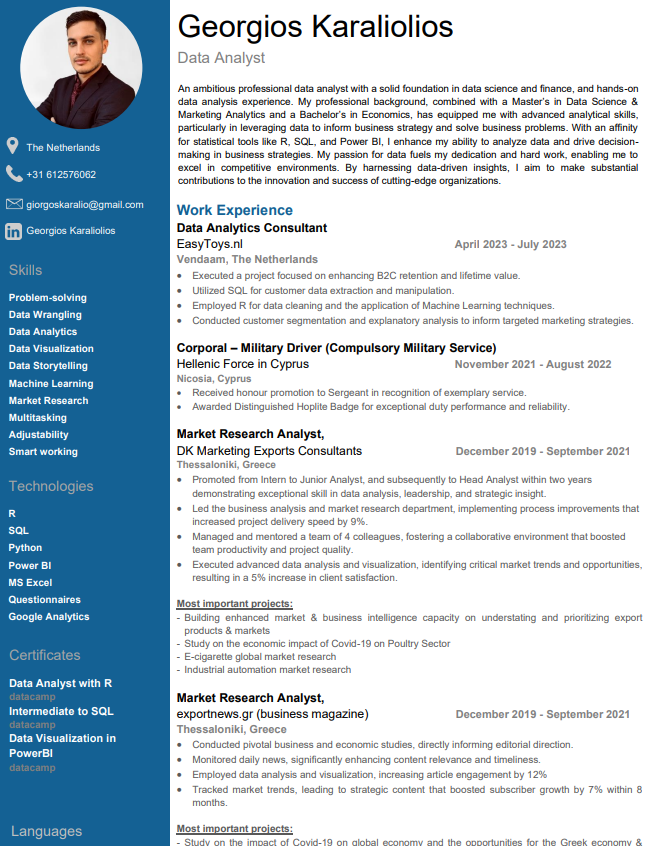 Georgios Karaliolios
Data Analyst
An ambitious professional data analyst with a solid foundation in data science and finance, and hands-on
data analysis experience. My professional background, combined with a Master's in Data Science &
Marketing Analytics and a Bachelor's in Economics, has equipped me with advanced analytical skills,
particularly in leveraging data to inform business strategy and solve business problems. With an affinity
for statistical tools like R, SQL, and Power BI, I enhance my ability to analyze data and drive decision-
making in business strategies. My passion for data fuels my dedication and hard work, enabling me to
excel in competitive environments. By harnessing data-driven insights, I aim to make substantial
contributions to the innovation and success of cutting-edge organizations.
The Netherlands
+31 612576062
giorgoskaralio@gmail.com
in Georgios Karaliolios
Skills
Problem-solving
Data Wrangling
Data Analytics
Data Visualization
Data Storytelling
Machine Learning
Market Research
Multitasking
Adjustability
Smart working
Technologies
R
SQL
Python
Power BI
MS Excel
Questionnaires
Google Analytics
Certificates
Data Analyst with R
datacamp
Intermediate to SQL
datacamp
Data Visualization in
PowerBI
datacamp
Languages
Work Experience
Data Analytics Consultant
EasyToys.nl April 2023 - July 2023
Vendaam, The Netherlands
• Executed a project focused on enhancing B2C retention and lifetime value.
• Utilized SQL for customer data extraction and manipulation.
• Employed R for data cleaning and the application of Machine Learning techniques.
• Conducted customer segmentation and explanatory analysis to inform targeted marketing strategies.
Corporal – Military Driver (Compulsory Military Service)
Hellenic Force in Cyprus November 2021 - August 2022
Nicosia, Cyprus
• Received honour promotion to Sergeant in recognition of exemplary service.
• Awarded Distinguished Hoplite Badge for exceptional duty performance and reliability.
Market Research Analyst,
DK Marketing Exports Consultants December 2019 - September 2021
Thessaloniki, Greece
• Promoted from Intern to Junior Analyst, and subsequently to Head Analyst within two years
demonstrating exceptional skill in data analysis, leadership, and strategic insight.
• Led the business analysis and market research department, implementing process improvements that
increased project delivery speed by 9%.
• Managed and mentored a team of 4 colleagues, fostering a collaborative environment that boosted
team productivity and project quality.
• Executed advanced data analysis and visualization, identifying critical market trends and opportunities,
resulting in a 5% increase in client satisfaction.
Most important projects:
- Building enhanced market & business intelligence capacity on understating and prioritizing export
products & markets
- Study on the economic impact of Covid-19 on Poultry Sector
- E-cigarette global market research
- Industrial automation market research
Market Research Analyst,
exportnews.gr (business magazine) December 2019 - September 2021
Thessaloniki, Greece
• Conducted pivotal business and economic studies, directly informing editorial direction.
• Monitored daily news, significantly enhancing content relevance and timeliness.
• Employed data analysis and visualization, increasing article engagement by 12%
• Tracked market trends, leading to strategic content that boosted subscriber growth by 7% within 8
months.
Most important projects:
- Study on the impact of Covid-19 on global economy and the opportunities for the Greek economy &